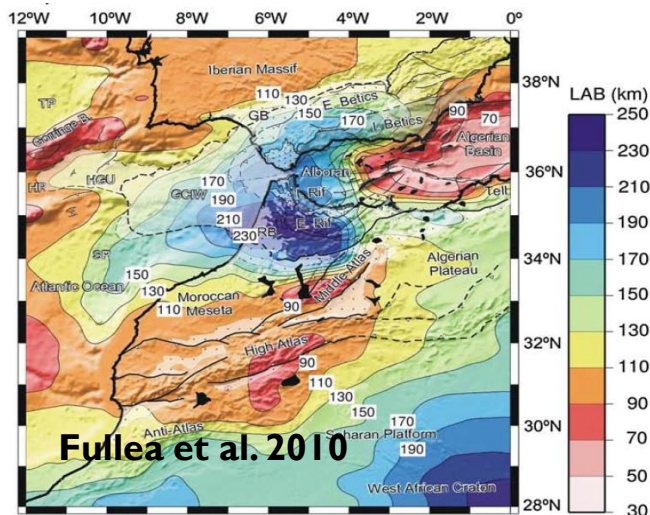 12°W 10°W 8°W 6°W 4°W 2°W 0°
Iberian Massif
38°N
LAB (km)
110
130
E. Betics
250
TP
GB
150
90
230
170
I. Betics
70
Gorringe B.
Algerian
Basin
210
36°N
Alboran
170
HP
HGU
GCIW
I. Rif
190
Tell
190
210
E. Rif
170
RB
230
34°N
SP
Algerian
Plateau
150
150
Middle Atlas
Atlantic Ocean
130
Moroccan
Meseta
130
110
90
32°N
110
High Atlas
90
110
90
130
Anti-Atlas
150
70
30°N
170
Fullea et al. 2010
Saharan Platform
190
50
West African Craton
28°N
30